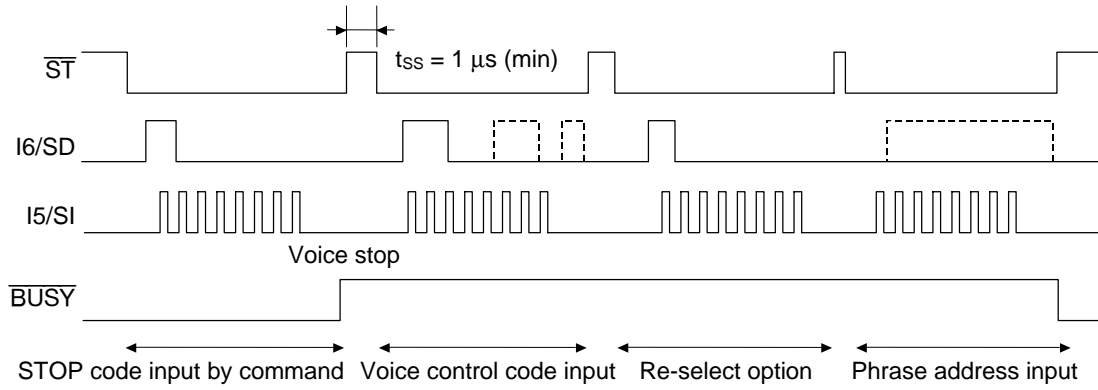 ST
tSS = 1 μs (min)
I6/SD
I5/SI
Voice stop
BUSY
STOP code input by command
Voice control code input
Re-select option
Phrase address input